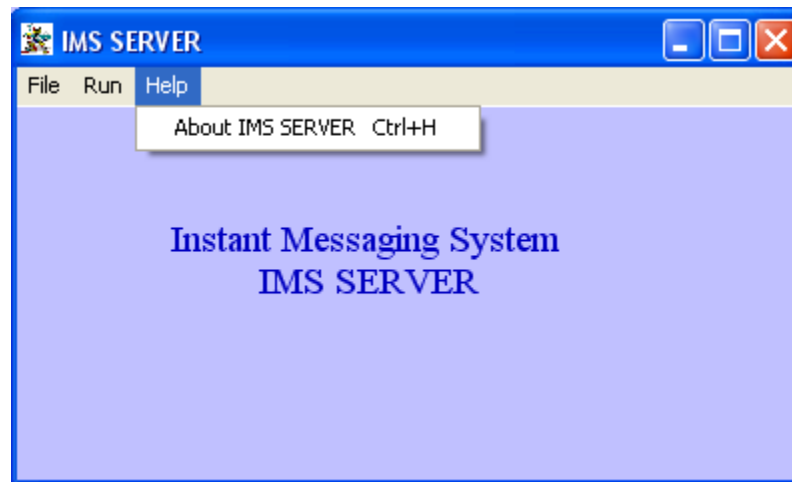 IMS SERVER
File Run Help
About IMS SERVER Ctrl+H
Instant Messaging System
IMS SERVER